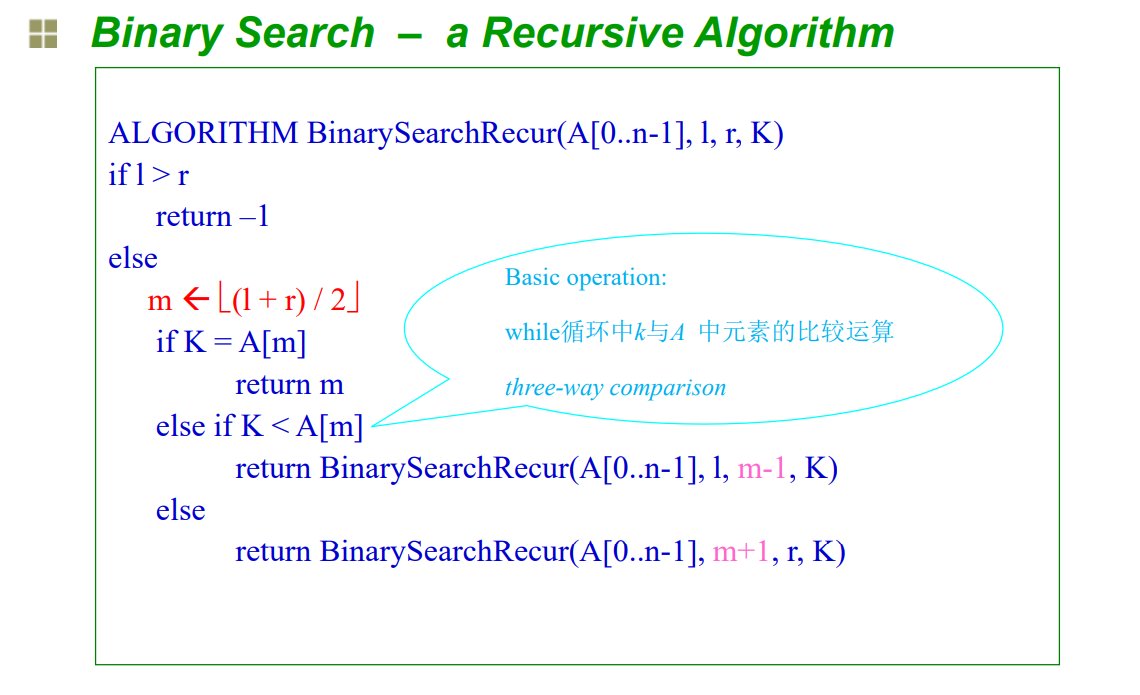 Binary Search – a Recursive Algorithm
ALGORITHM BinarySearchRecur(A[0..n-1], l, r, K)
if l > r
return –1
else
m ← ⌊(l + r) / 2⌋
if K = A[m]
return m
else if K < A[m]
return BinarySearchRecur(A[0..n-1], l, m-1, K)
else
return BinarySearchRecur(A[0..n-1], m+1, r, K)
Basic operation:
while循环中k与A 中元素的比较运算
three-way comparison